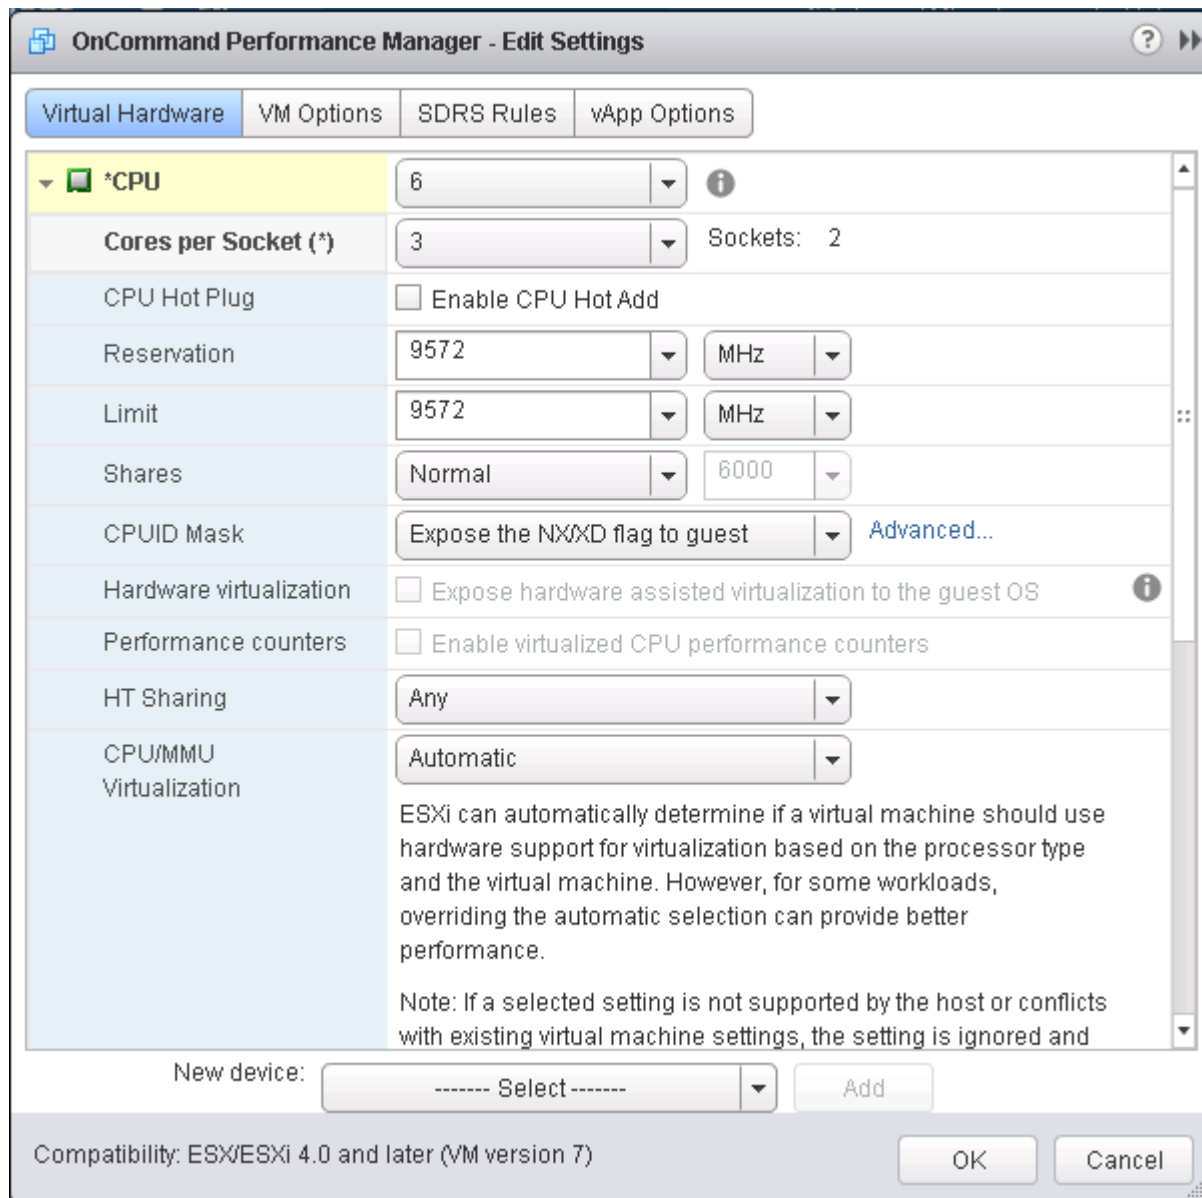 OnCommand Performance Manager - Edit Settings
Virtual Hardware VM Options SDRS Rules vApp Options
*CPU 6
Cores per Socket (*) 3 Sockets: 2
CPU Hot Plug Enable CPU Hot Add
Reservation 9572 MHz
Limit 9572 MHz
Shares Normal 6000
CPUID Mask Expose the NX/XD flag to guest Advanced...
Hardware virtualization Expose hardware assisted virtualization to the guest OS
Performance counters Enable virtualized CPU performance counters
HT Sharing Any
CPU/MMU
Virtualization
Automatic
ESXi can automatically determine if a virtual machine should use
hardware support for virtualization based on the processor type
and the virtual machine. However, for some workloads,
overriding the automatic selection can provide better
performance.
Note: If a selected setting is not supported by the host or conflicts
with existing virtual machine settings, the setting is ignored and
New device: ------- Select ------- Add
Compatibility: ESX/ESXi 4.0 and later (VM version 7) OK Cancel